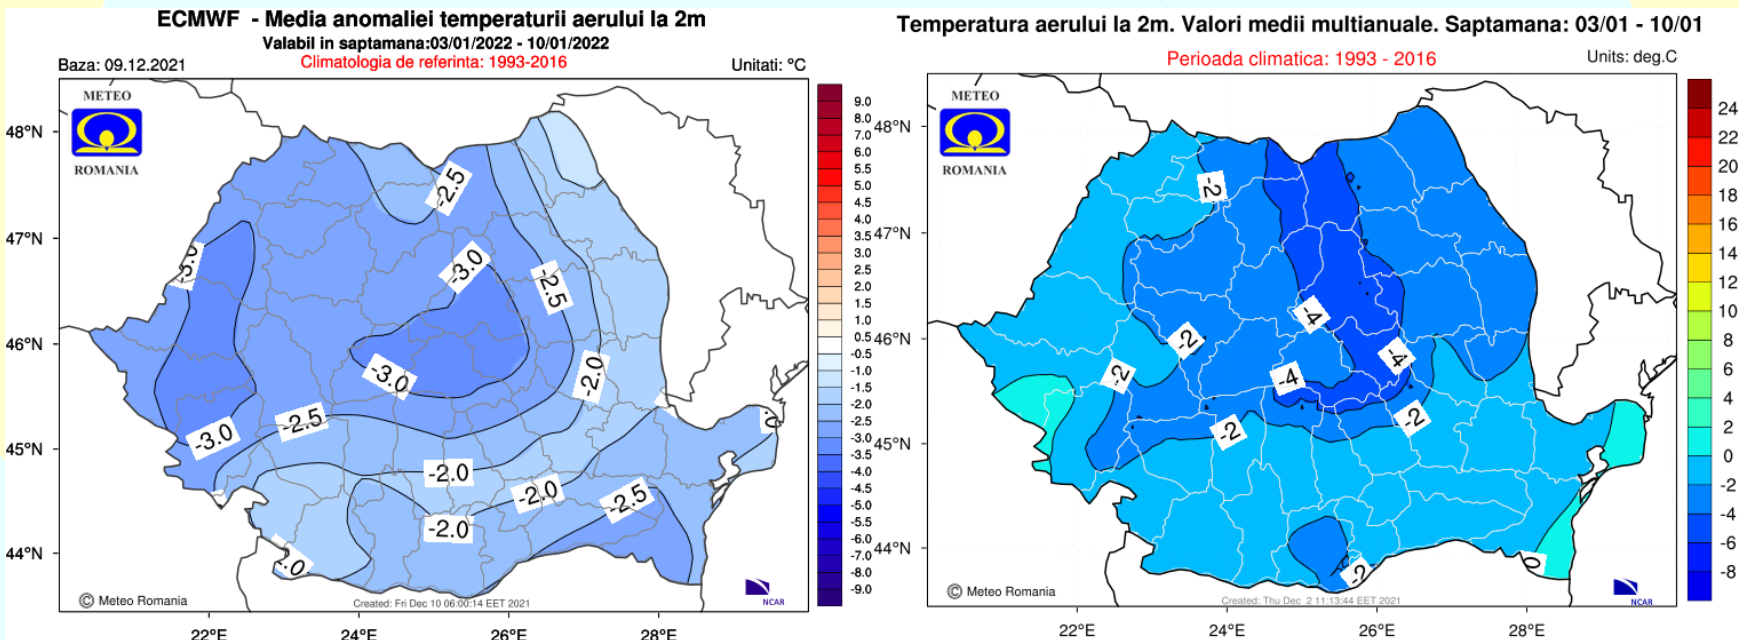 ECMWF - Media anomaliei temperaturii aerului la 2m
Valabil in saptamana:03/01/2022 - 10/01/2022
Climatologia de referinta: 1993-2016
Baza: 09.12.2021
Unitati: ºC
METEO
ROMANIA
48°N
47°N
46°N
45°N
44°N
22°E
24°E
26°E
28°E
-2.5
-3.0
-3.0
-2.5
-3.0
-2.0
-2.5
-3.0
-2.0
-2.0
-2.5
-2.0
2.0
9.0
8.0
7.0
6.0
5.5
5.0
4.5
4.0
3.5
3.0
2.5
2.0
1.5
1.0
0.5
-0.5
-1.0
-1.5
-2.0
-2.5
-3.0
-3.5
-4.0
-4.5
-5.0
-5.5
-6.0
-7.0
-8.0
-9.0
© Meteo Romania
Created: Fri Dec 10 06:00:14 EET 2021
NCAR
Temperatura aerului la 2m. Valori medii multianuale. Saptamana: 03/01 - 10/01
Perioada climatica: 1993 - 2016
Units: deg.C
METEO
ROMANIA
48°N
47°N
46°N
45°N
44°N
22°E
24°E
26°E
28°E
-2
-4
-2
-4
-2
-4
-2
-2
-2
0
24
22
20
18
16
14
12
10
8
6
4
2
0
-2
-4
-6
-8
© Meteo Romania
Created: Thu Dec 2 11:13:44 EET 2021
NCAR